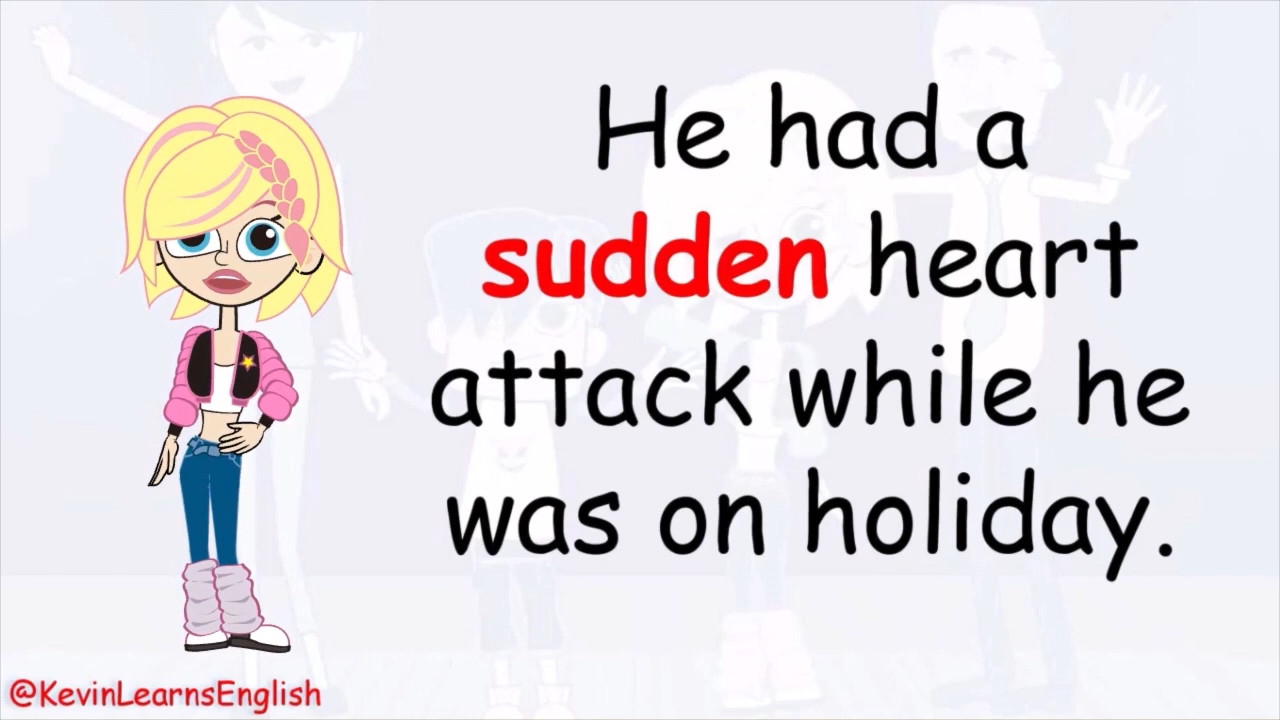 He had a
sudden heart
attack while he
was on holiday.
@KevinLearnsEnglish